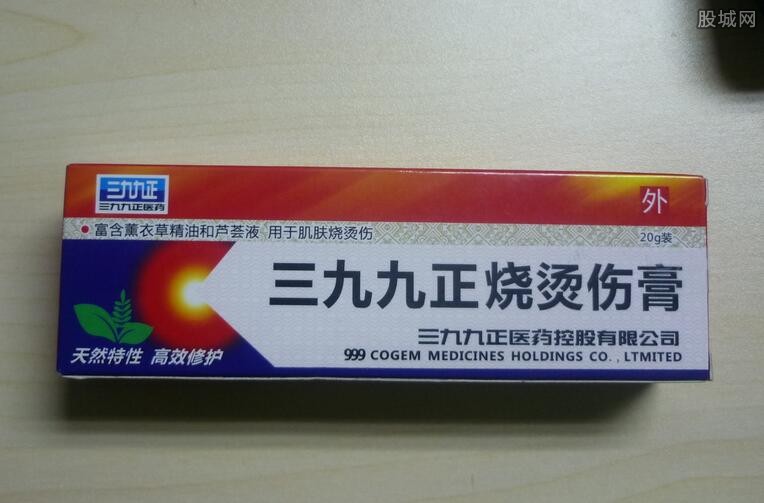 股城网
三九九正
三九九正医药
外
富含薰衣草精油和芦荟液 用于肌肤烧烫伤
20g装
三九九正烧烫伤膏
三九九正医药控股有限公司
999 COGEM MEDICINES HOLDINGS CO., LTMITED
天然特性 高效修护